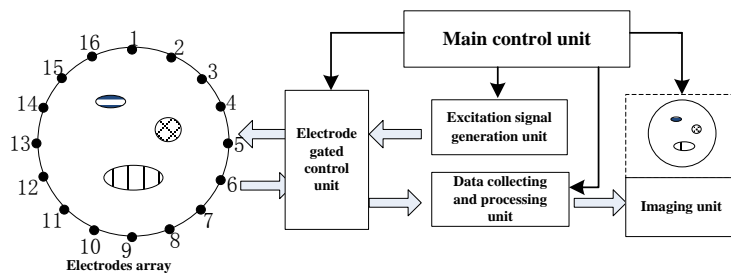 1
2
3
4
5
6
7
8
9
10
11
12
13
14
15
16
Electrodes array
Electrode
gated
control
unit
Main control unit
Excitation signal
generation unit
Data collecting
and processing
unit
Imaging unit